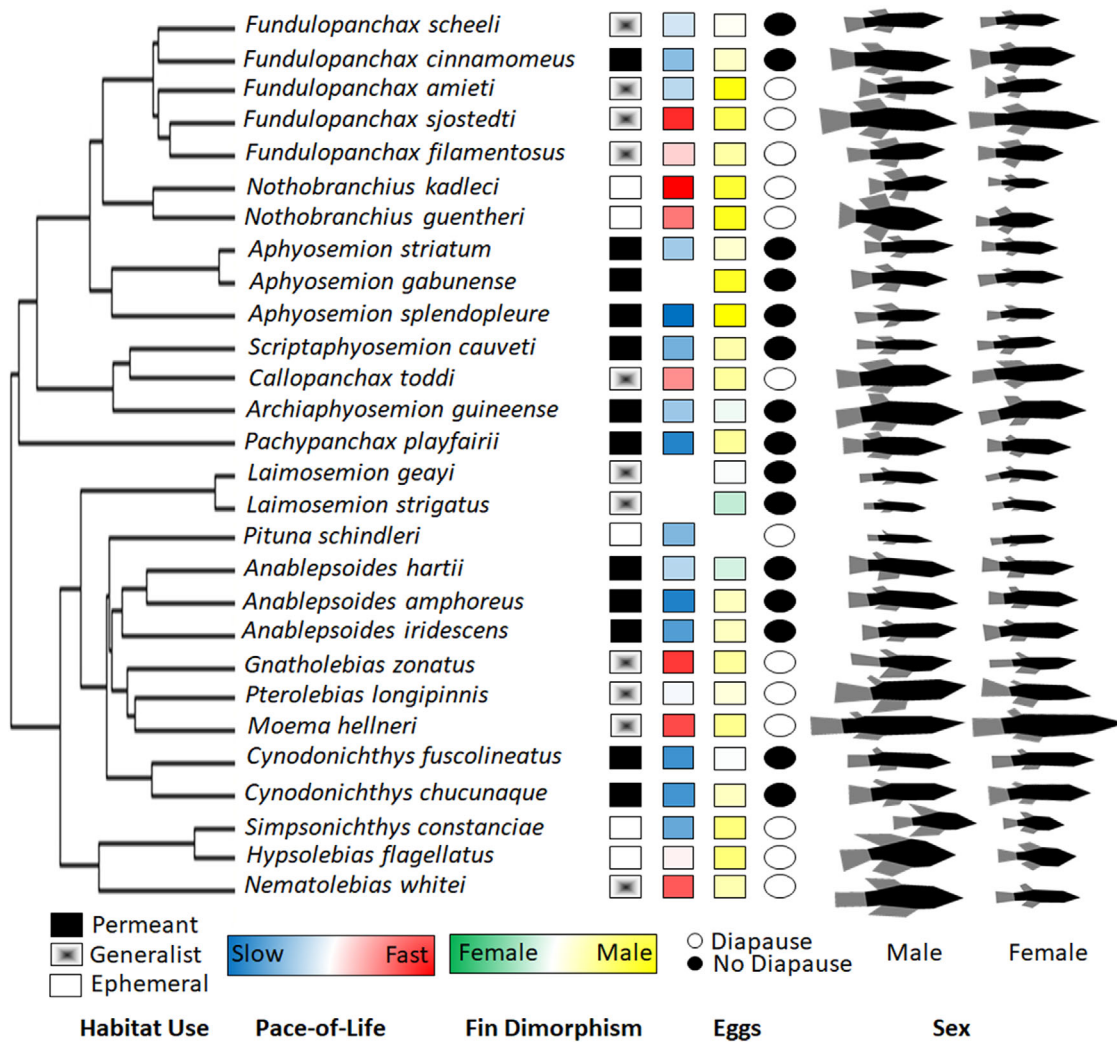 Fundulopanchax scheeli
Fundulopanchax cinnamomeus
Fundulopanchax amieti
Fundulopanchax sjostedti
Fundulopanchax filamentosus
Nothobranchius kadleci
Nothobranchius guentheri
Aphyosemion striatum
Aphyosemion gabunense
Aphyosemion splendopleure
Scriptaphyosemion cauveti
Callopanchax toddi
Archiaphyosemion guineense
Pachypanchax playfairii
Laimosemion geayi
Laimosemion strigatus
Pituna schindleri
Anablepsoides hartii
Anablepsoides amphoreus
Anablepsoides iridescens
Gnatholebias zonatus
Pterolebias longipinnis
Moema hellneri
Cynodonichthys fuscolineatus
Cynodonichthys chucunaque
Simpsonichthys constanciae
Hypsolebias flagellatus
Nematolebias whitei
Permeant
Generalist
Ephemeral
Slow Fast
Female Male
Diapause
No Diapause
Male Female
Habitat Use Pace-of-Life Fin Dimorphism Eggs Sex